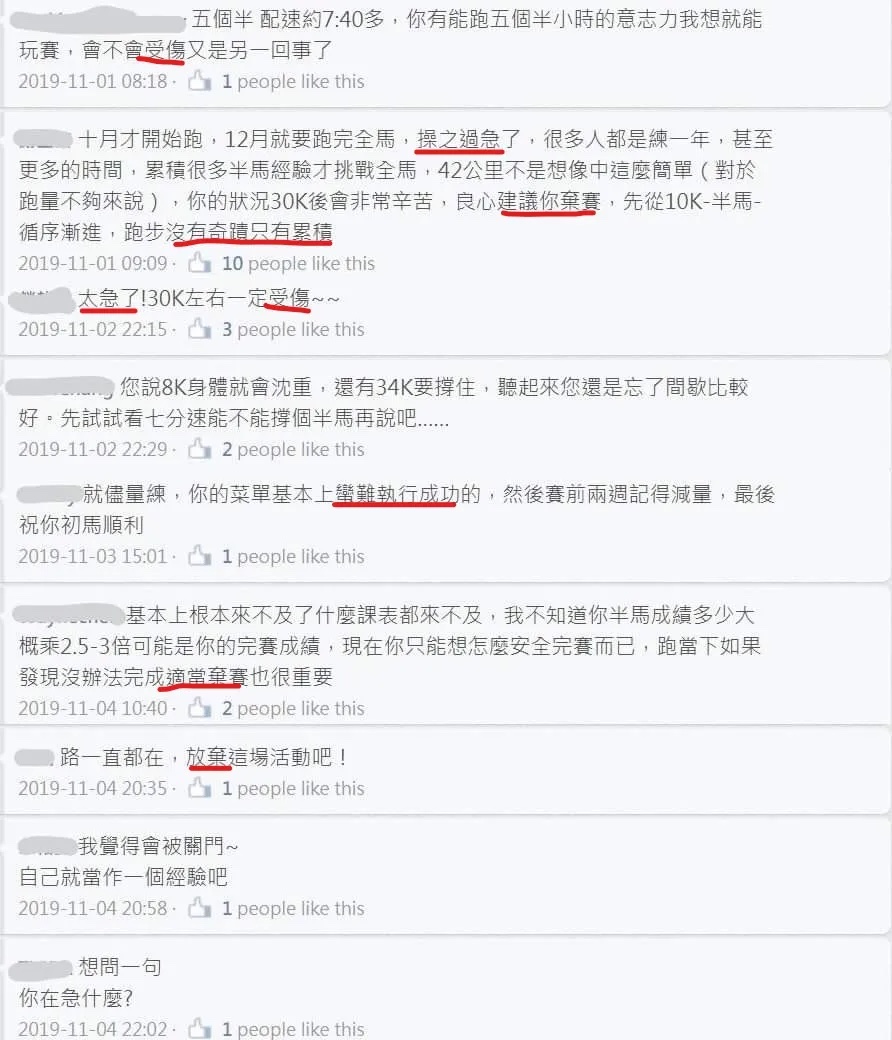 五個半 配速約7:40多，你有能跑五個半小時的意志力我想就能
玩賽，會不會受傷又是另一回事了
2019-11-01 08:18 · 1 people like this
十月才開始跑，12月就要跑完全馬，操之過急了，很多人都是練一年，甚至
更多的時間，累積很多半馬經驗才挑戰全馬，42公里不是想像中這麼簡單（對於
跑量不夠來說），你的狀況30K後會非常辛苦，良心建議你棄賽，先從10K-半馬-
循序漸進，跑步沒有奇蹟只有累積
2019-11-01 09:09 · 10 people like this
太急了!30K左右一定受傷~~
2019-11-02 22:15 · 3 people like this
您說8K身體就會沈重，還有34K要撐住，聽起來您還是忘了間歇比較
好。先試試看七分速能不能撐個半馬再說吧......
2019-11-02 22:29 · 2 people like this
就儘量練，你的菜單基本上蠻難執行成功的，然後賽前兩週記得減量，最後
祝你初馬順利
2019-11-03 15:01 · 1 people like this
基本上根本來不及了什麼課表都來不及，我不知道你半馬成績多少大
概乘2.5-3倍可能是你的完賽成績，現在你只能想怎麼安全完賽而已，跑當下如果
發現沒辦法完成適當棄賽也很重要
2019-11-04 10:40 · 2 people like this
路一直都在，放棄這場活動吧！
2019-11-04 20:35 · 1 people like this
我覺得會被關門~
自己就當作一個經驗吧
2019-11-04 20:58 · 1 people like this
想問一句
你在急什麼?
2019-11-04 22:02 · 1 people like this